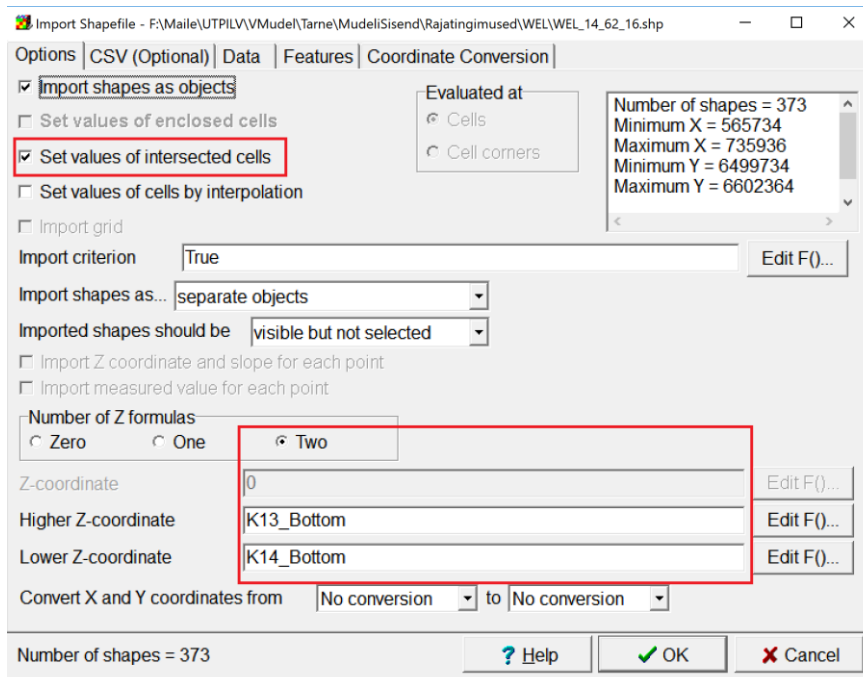 Import Shapefile - F:\Maile\UTPILV\VMudel\Tarne\MudeliSisend\Rajatingimused\WEL\WEL_14_62_16.shp
Options CSV (Optional) Data Features Coordinate Conversion
Import shapes as objects
Set values of enclosed cells
Set values of intersected cells
Set values of cells by interpolation
Import grid
Evaluated at
Cells
Cell corners
Number of shapes = 373
Minimum X = 565734
Maximum X = 735936
Minimum Y = 6499734
Maximum Y = 6602364
Import criterion True Edit F()...
Import shapes as... separate objects
Imported shapes should be visible but not selected
Import Z coordinate and slope for each point
Import measured value for each point
Number of Z formulas
Zero One Two
Z-coordinate 0 Edit F()...
Higher Z-coordinate K13_Bottom Edit F()...
Lower Z-coordinate K14_Bottom Edit F()...
Convert X and Y coordinates from No conversion to No conversion
Number of shapes = 373 ? Help OK Cancel